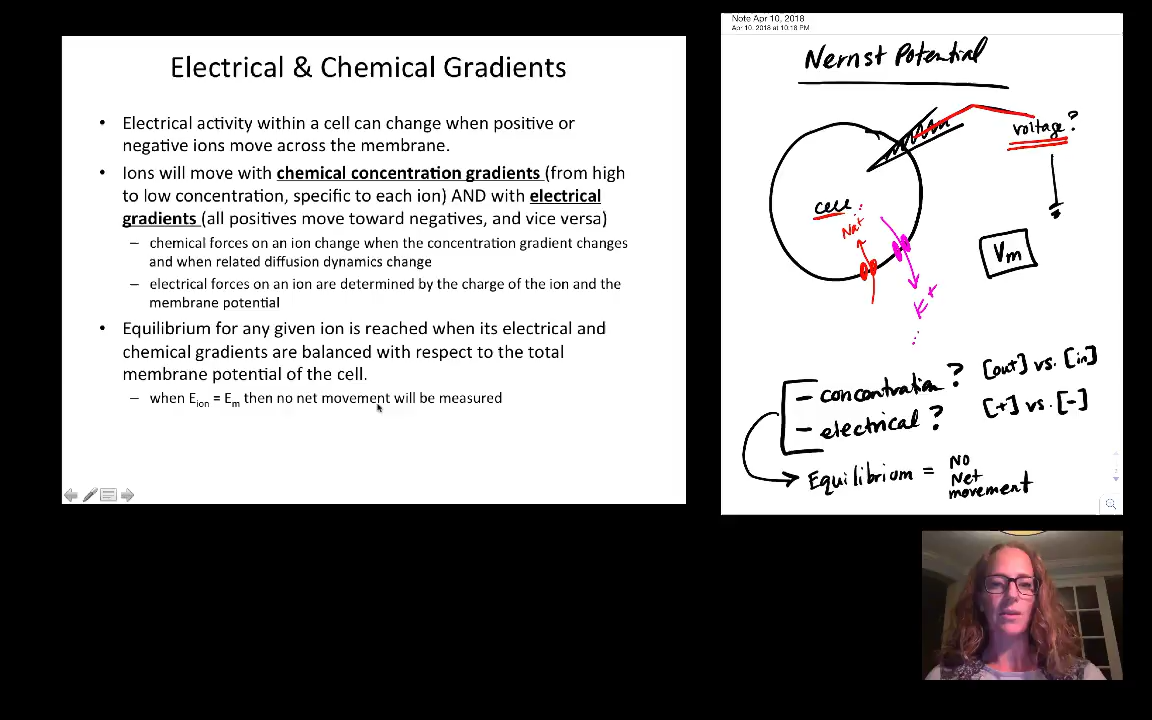 Electrical & Chemical Gradients
• Electrical activity within a cell can change when positive or
negative ions move across the membrane.
• Ions will move with chemical concentration gradients (from high
to low concentration, specific to each ion) AND with electrical
gradients (all positives move toward negatives, and vice versa)
– chemical forces on an ion change when the concentration gradient changes
and when related diffusion dynamics change
– electrical forces on an ion are determined by the charge of the ion and the
membrane potential
• Equilibrium for any given ion is reached when its electrical and
chemical gradients are balanced with respect to the total
membrane potential of the cell.
– when Eion = Em then no net movement will be measured
Note Apr 10, 2018
Apr 10, 2018 at 10:18 PM
Nernst Potential
voltage?
cell
Na+
Vm
– concentration? [out] vs. [in]
– electrical? [+] vs. [-]
Equilibrium = No
Net
movement